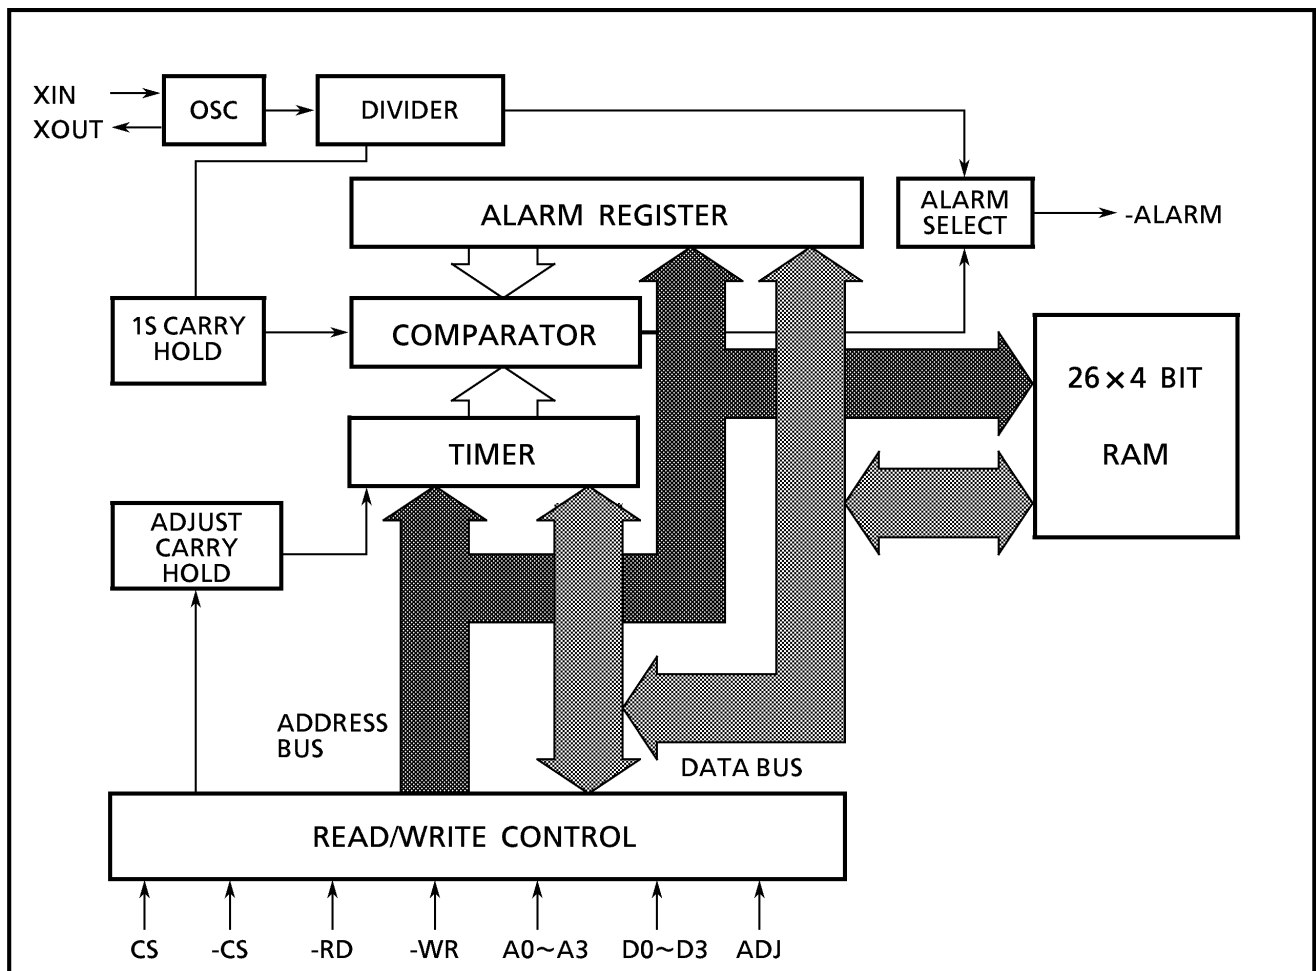 XIN
XOUT
OSC
DIVIDER
ALARM REGISTER
ALARM
SELECT
-ALARM
1S CARRY
HOLD
COMPARATOR
26×4 BIT
RAM
TIMER
ADJUST
CARRY
HOLD
ADDRESS
BUS
DATA BUS
READ/WRITE CONTROL
CS -CS -RD -WR A0~A3 D0~D3 ADJ